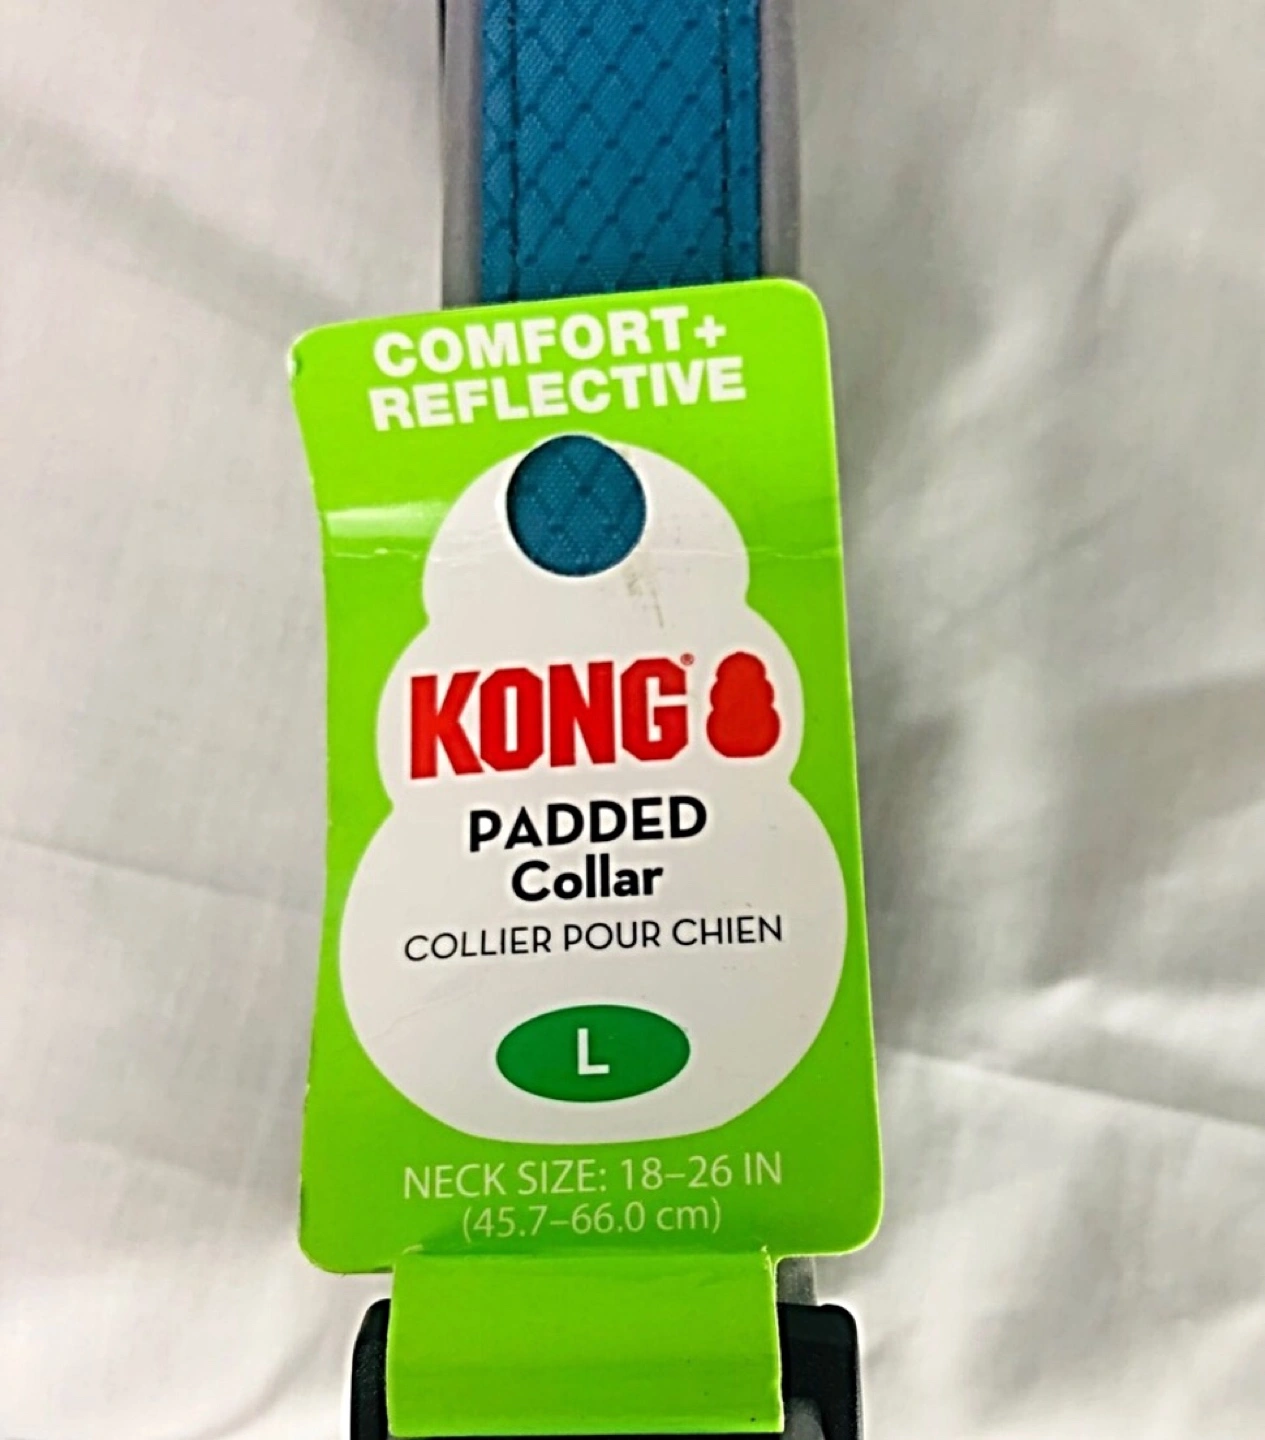 COMFORT+
REFLECTIVE
KONG®
PADDED
Collar
COLLIER POUR CHIEN
L
NECK SIZE: 18–26 IN
(45.7–66.0 cm)